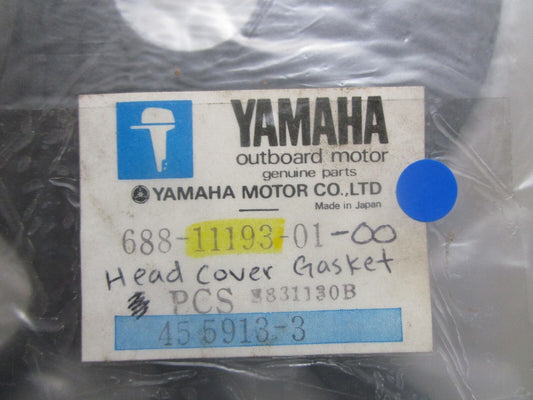 YAMAHA
outboard motor
genuine parts
YAMAHA MOTOR CO.,LTD
Made in Japan
688-11193-01-00
Head Cover Gasket
PCS 3831130B
45 5913-3